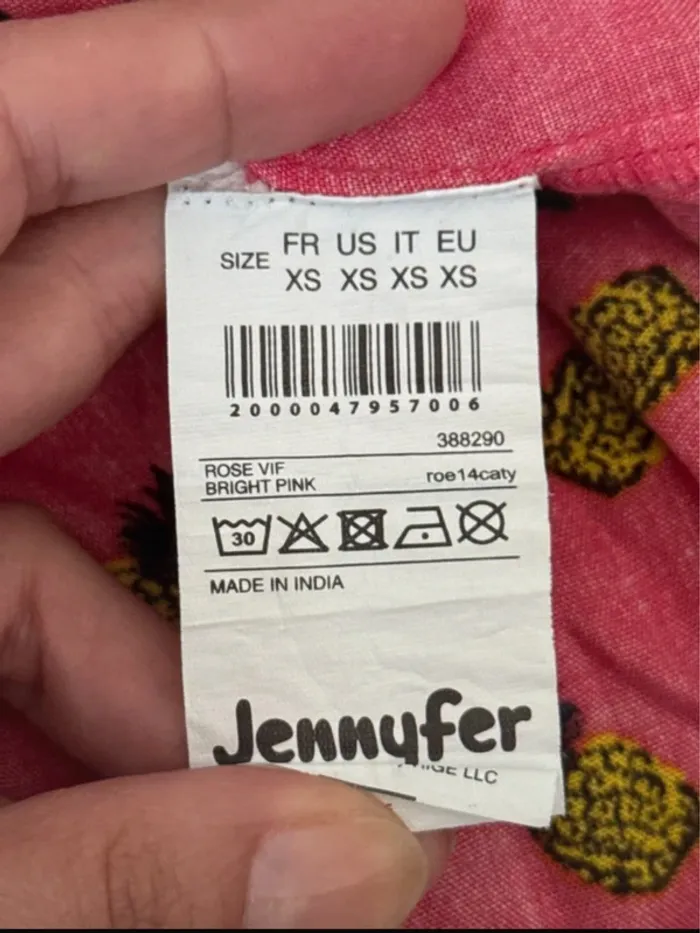 SIZE FR US IT EU
XS XS XS XS
2000047957006
388290
ROSE VIF
BRIGHT PINK roe14caty
30
MADE IN INDIA
Jennyfer
LLC